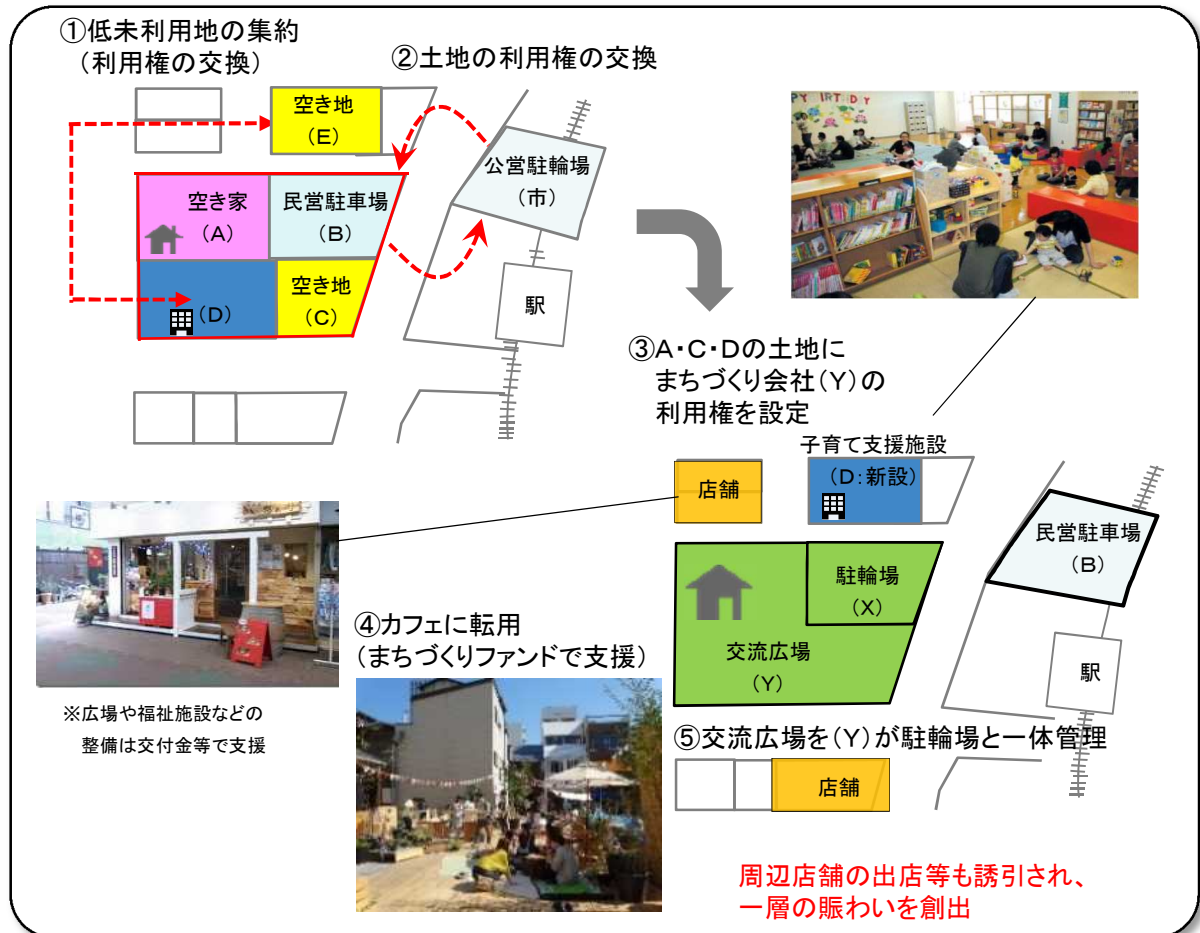 ①低未利用地の集約
(利用権の交換)
②土地の利用権の交換
空き地
(E)
空き家
(A)
民営駐車場
(B)
(D)
空き地
(C)
公営駐輪場
(市)
駅
③A・C・Dの土地に
まちづくり会社(Y)の
利用権を設定
子育て支援施設
(D:新設)
店舗
民営駐車場
(B)
駐輪場
(X)
交流広場
(Y)
駅
④カフェに転用
(まちづくりファンドで支援)
※広場や福祉施設などの
整備は交付金等で支援
⑤交流広場を(Y)が駐輪場と一体管理
店舗
周辺店舗の出店等も誘引され、
一層の賑わいを創出